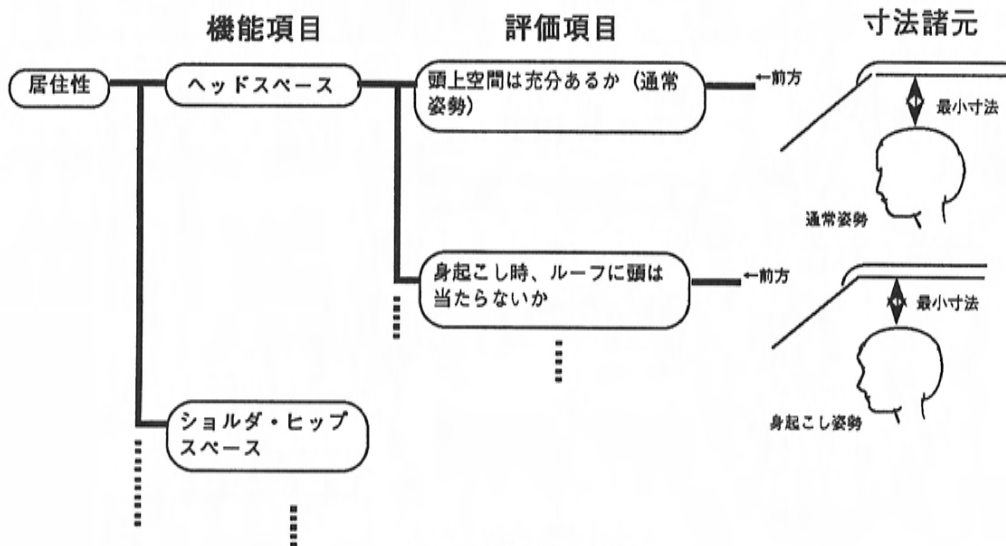 機能項目
評価項目
寸法諸元
居住性
ヘッドスペース
頭上空間は充分あるか(通常
姿勢)
←前方
最小寸法
通常姿勢
身起こし時、ルーフに頭は
当たらないか
←前方
最小寸法
身起こし姿勢
ショルダ・ヒップ
スペース